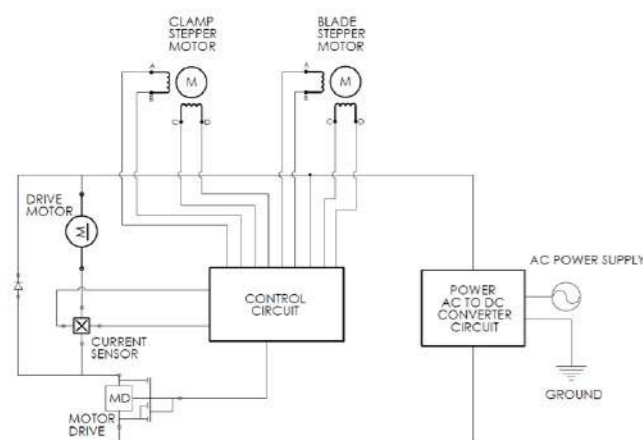 CLAMP
STEPPER
MOTOR
BLADE
STEPPER
MOTOR
A
M
B
C
D
A
M
B
C
D
DRIVE
MOTOR
M
CONTROL
CIRCUIT
POWER
AC TO DC
CONVERTER
CIRCUIT
AC POWER SUPPLY
CURRENT
SENSOR
GROUND
MD
MOTOR
DRIVE